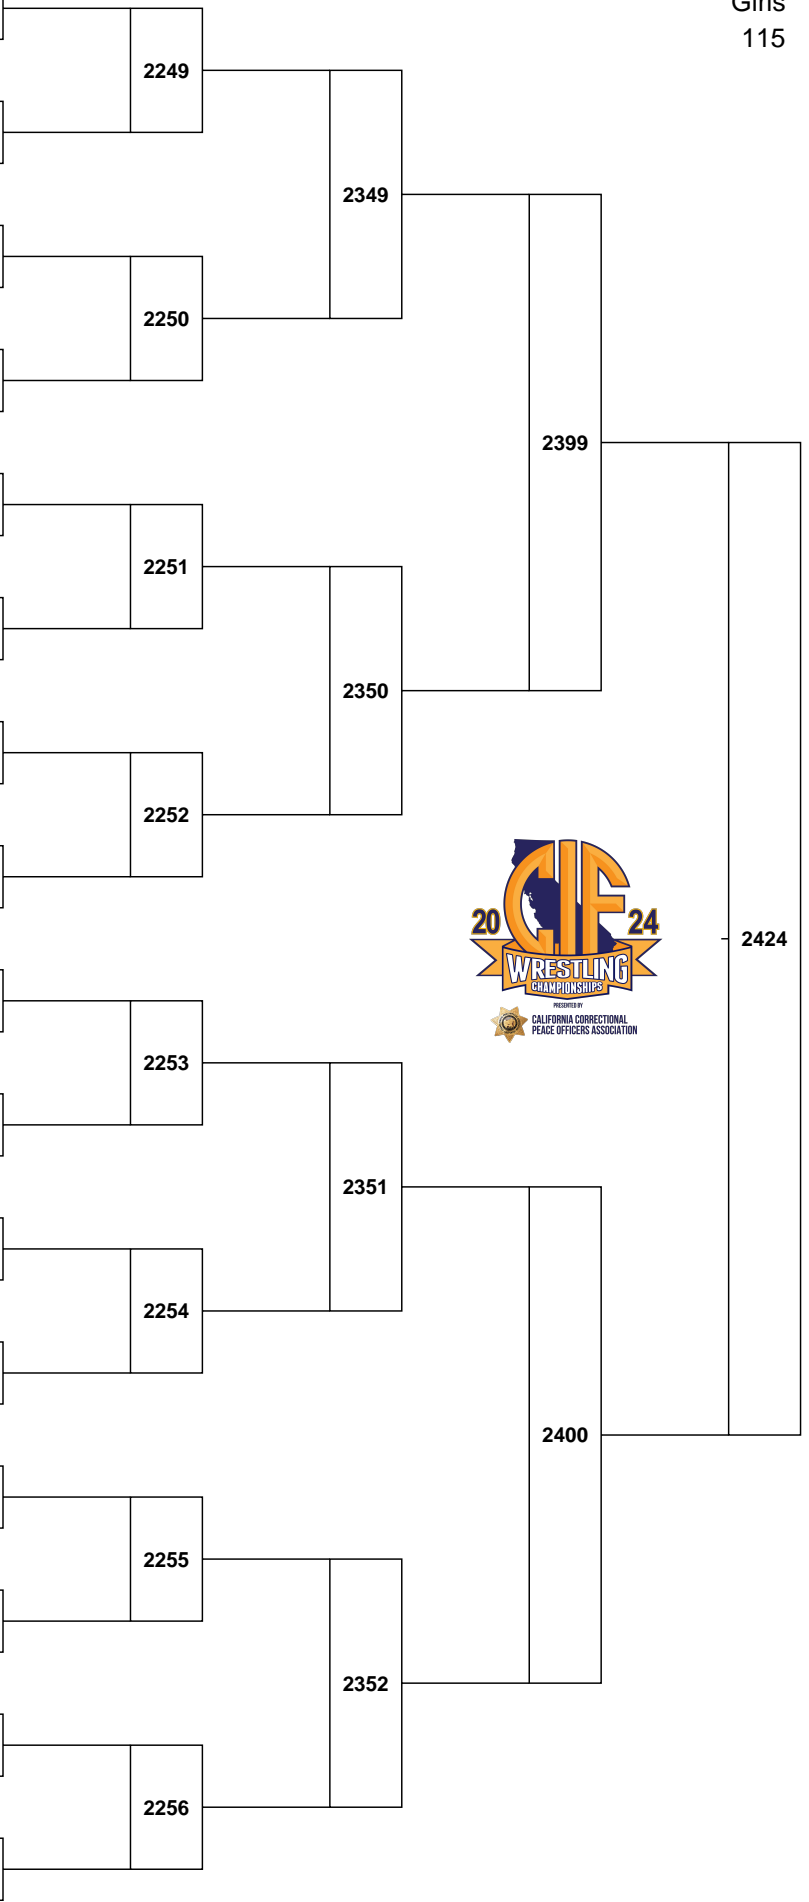 Girls
115
2249
2349
2250
2399
2251
2350
2252
20 CIF 24
2424
WRESTLING
CHAMPIONSHIPS
PRESENTED BY
CALIFORNIA CORRECTIONAL
PEACE OFFICERS ASSOCIATION
2253
2351
2254
2400
2255
2352
2256